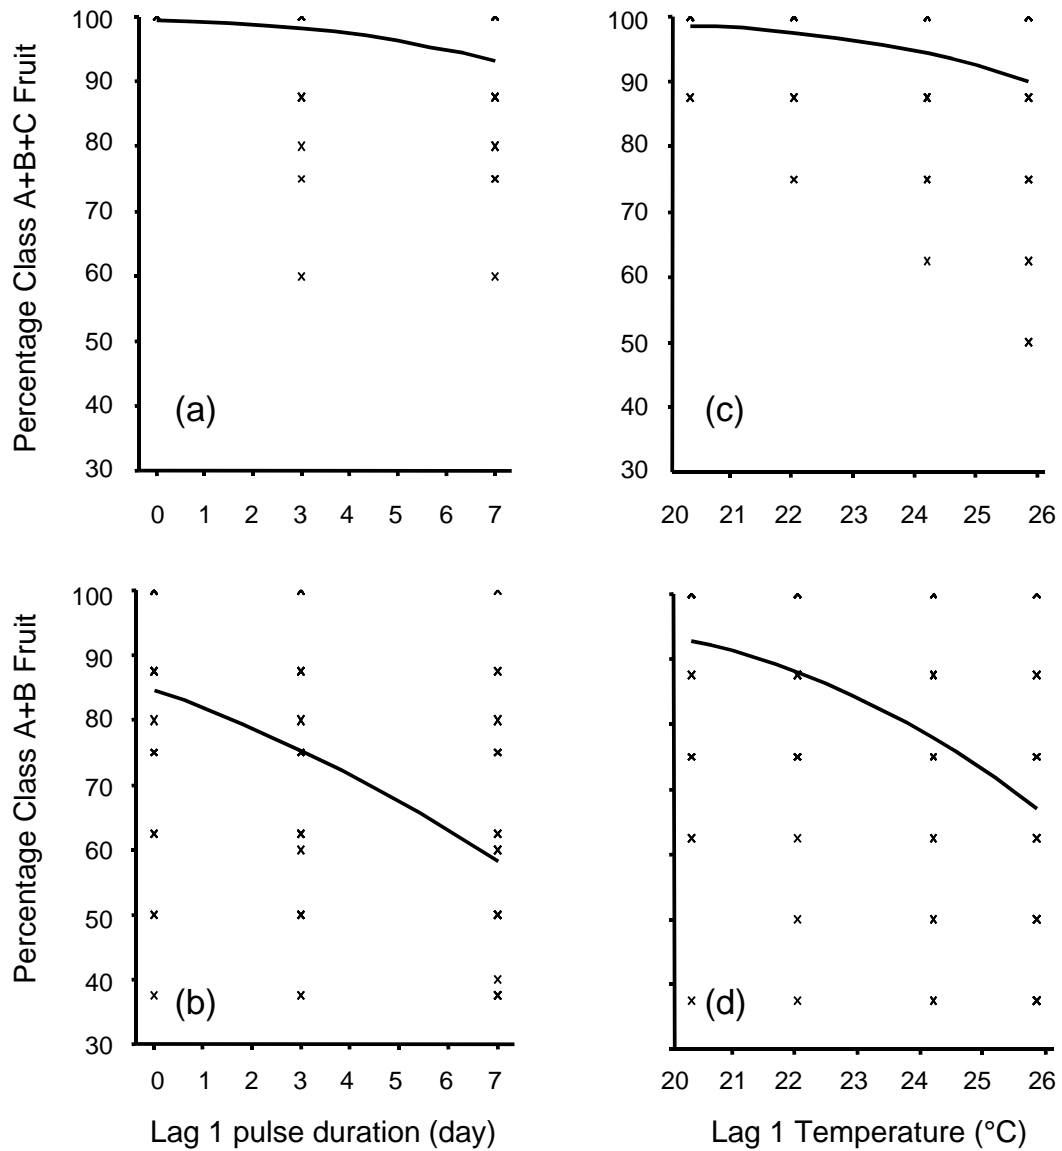 Percentage Class A+B+C Fruit
100
90
80
70
60
50
40
30
(a)
0 1 2 3 4 5 6 7
100
90
80
70
60
50
40
30
(c)
20 21 22 23 24 25 26
Percentage Class A+B Fruit
100
90
80
70
60
50
40
30
(b)
0 1 2 3 4 5 6 7
Lag 1 pulse duration (day)
(d)
20 21 22 23 24 25 26
Lag 1 Temperature (°C)